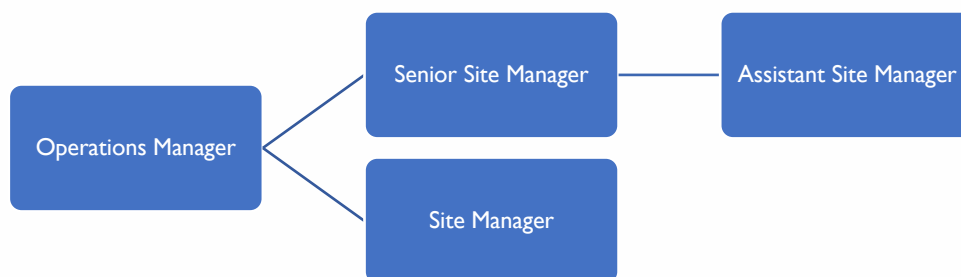 Senior Site Manager
Assistant Site Manager
Operations Manager
Site Manager